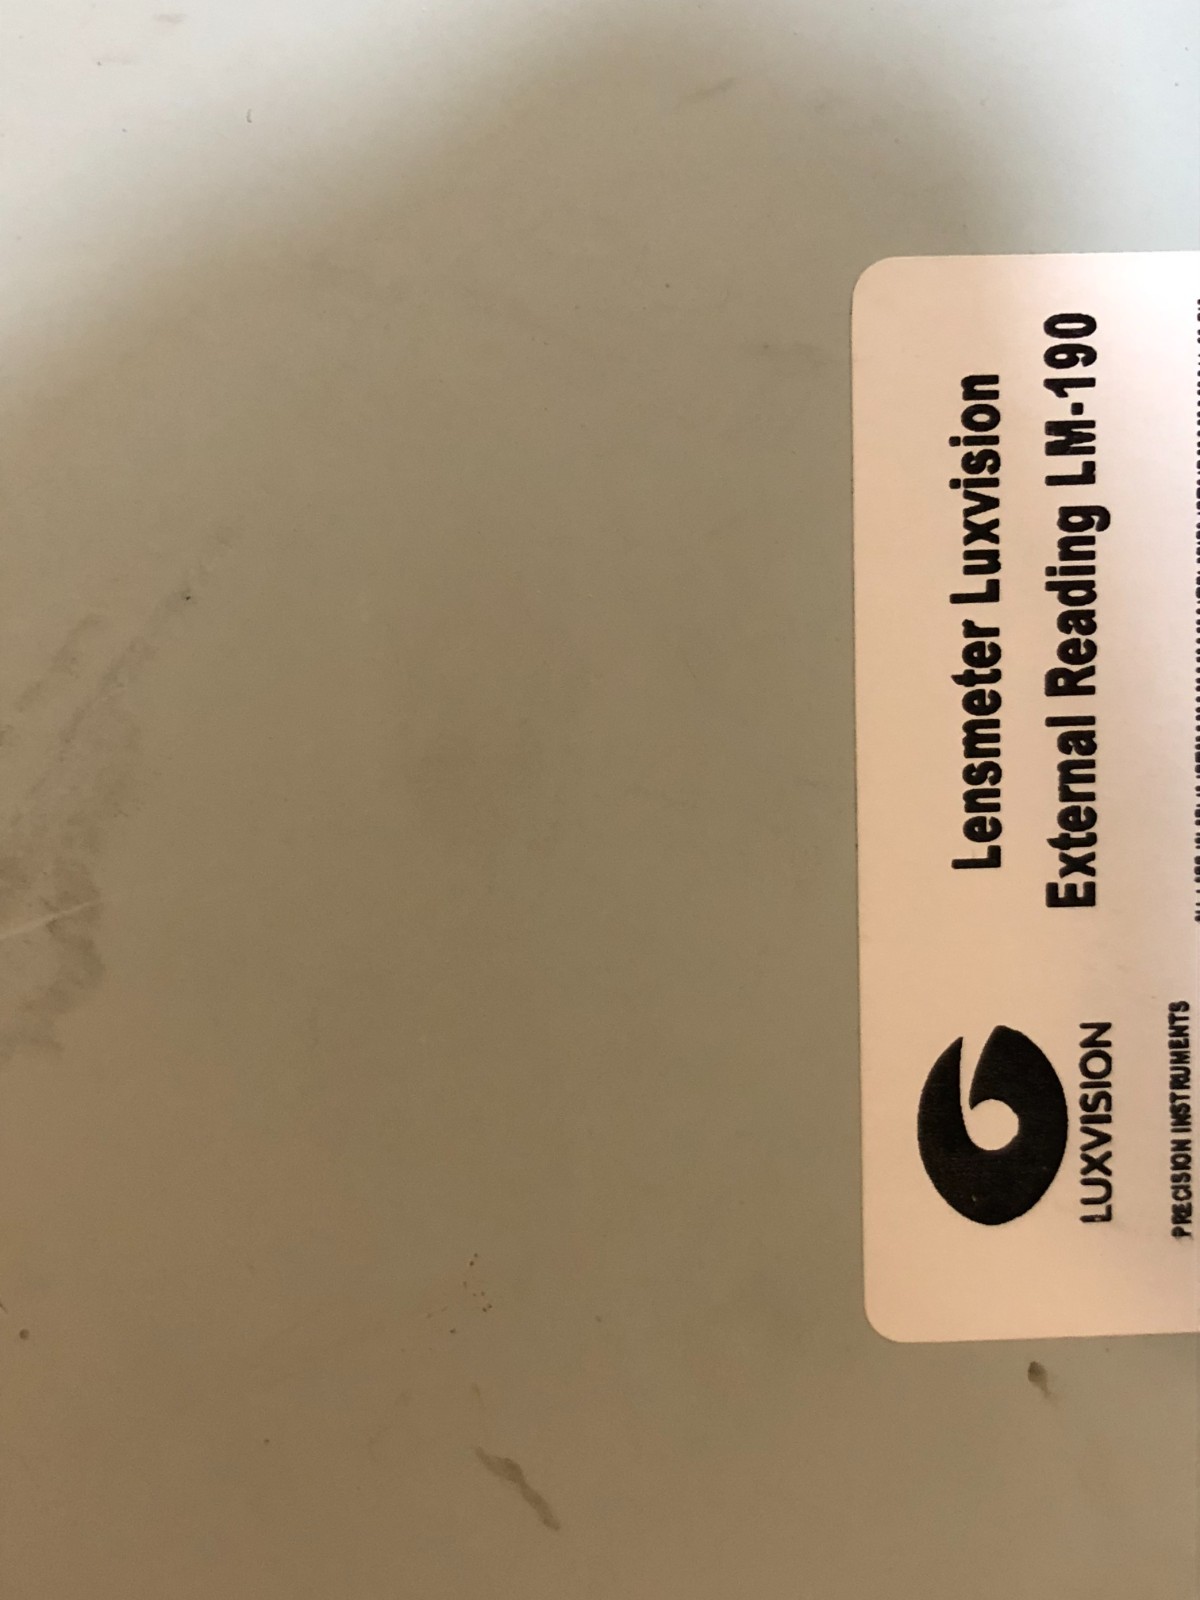 Lensmeter Luxvision
External Reading LM-190
LUXVISION
PRECISION INSTRUMENTS